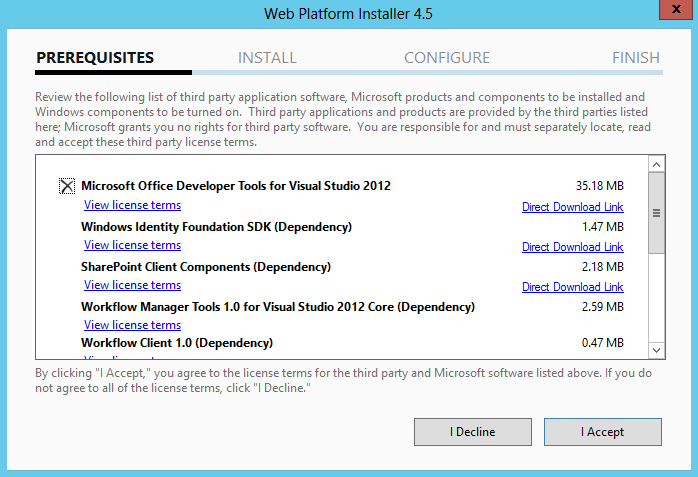 Web Platform Installer 4.5
PREREQUISITES INSTALL CONFIGURE FINISH
Review the following list of third party application software, Microsoft products and components to be installed and
Windows components to be turned on. Third party applications and products are provided by the third parties listed
here; Microsoft grants you no rights for third party software. You are responsible for and must separately locate, read
and accept these third party license terms.
Microsoft Office Developer Tools for Visual Studio 2012 35.18 MB
View license terms Direct Download Link
Windows Identity Foundation SDK (Dependency) 1.47 MB
View license terms Direct Download Link
SharePoint Client Components (Dependency) 2.18 MB
View license terms Direct Download Link
Workflow Manager Tools 1.0 for Visual Studio 2012 Core (Dependency) 2.59 MB
View license terms
Workflow Client 1.0 (Dependency) 0.47 MB
By clicking "I Accept," you agree to the license terms for the third party and Microsoft software listed above. If you do
not agree to all of the license terms, click "I Decline."
I Decline I Accept